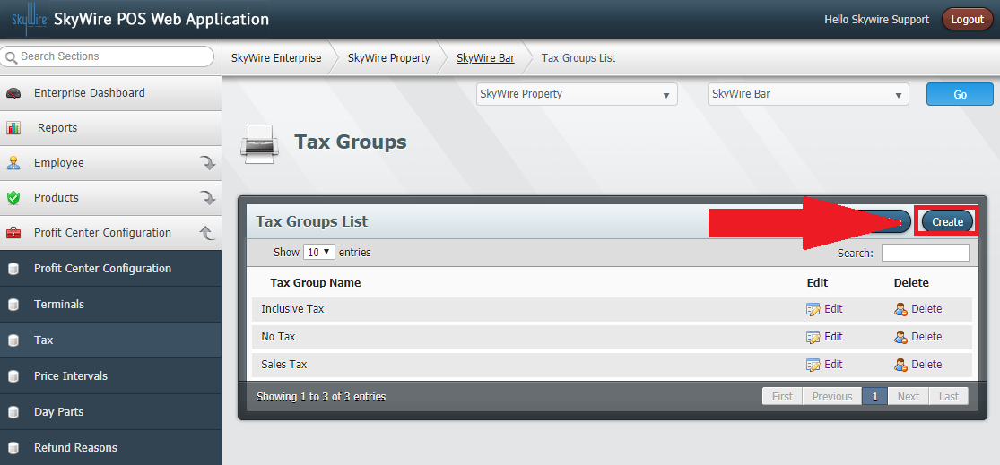 SkyWire SkyWire POS Web Application
Hello Skywire Support
Logout
Search Sections
SkyWire Enterprise
SkyWire Property
SkyWire Bar
Tax Groups List
Enterprise Dashboard
SkyWire Property
SkyWire Bar
Go
Reports
Tax Groups
Employee
Products
Tax Groups List
Create
Profit Center Configuration
Show 10 entries
Search:
Profit Center Configuration
Tax Group Name Edit Delete
Terminals
Inclusive Tax Edit Delete
Tax
No Tax Edit Delete
Sales Tax Edit Delete
Price Intervals
Showing 1 to 3 of 3 entries
First Previous 1 Next Last
Day Parts
Refund Reasons